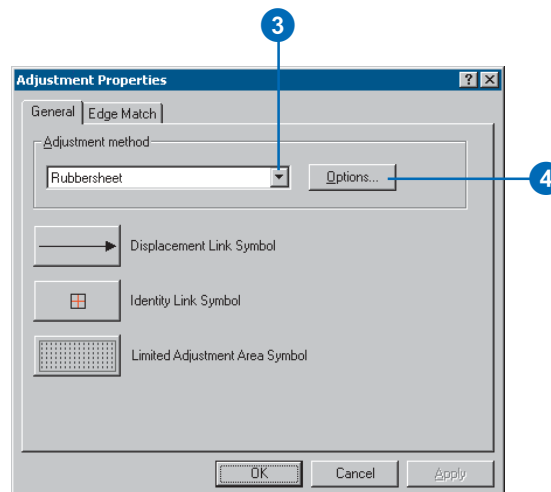 3
Adjustment Properties
General Edge Match
Adjustment method
Rubbersheet Options... 4
Displacement Link Symbol
Identity Link Symbol
Limited Adjustment Area Symbol
OK Cancel Apply